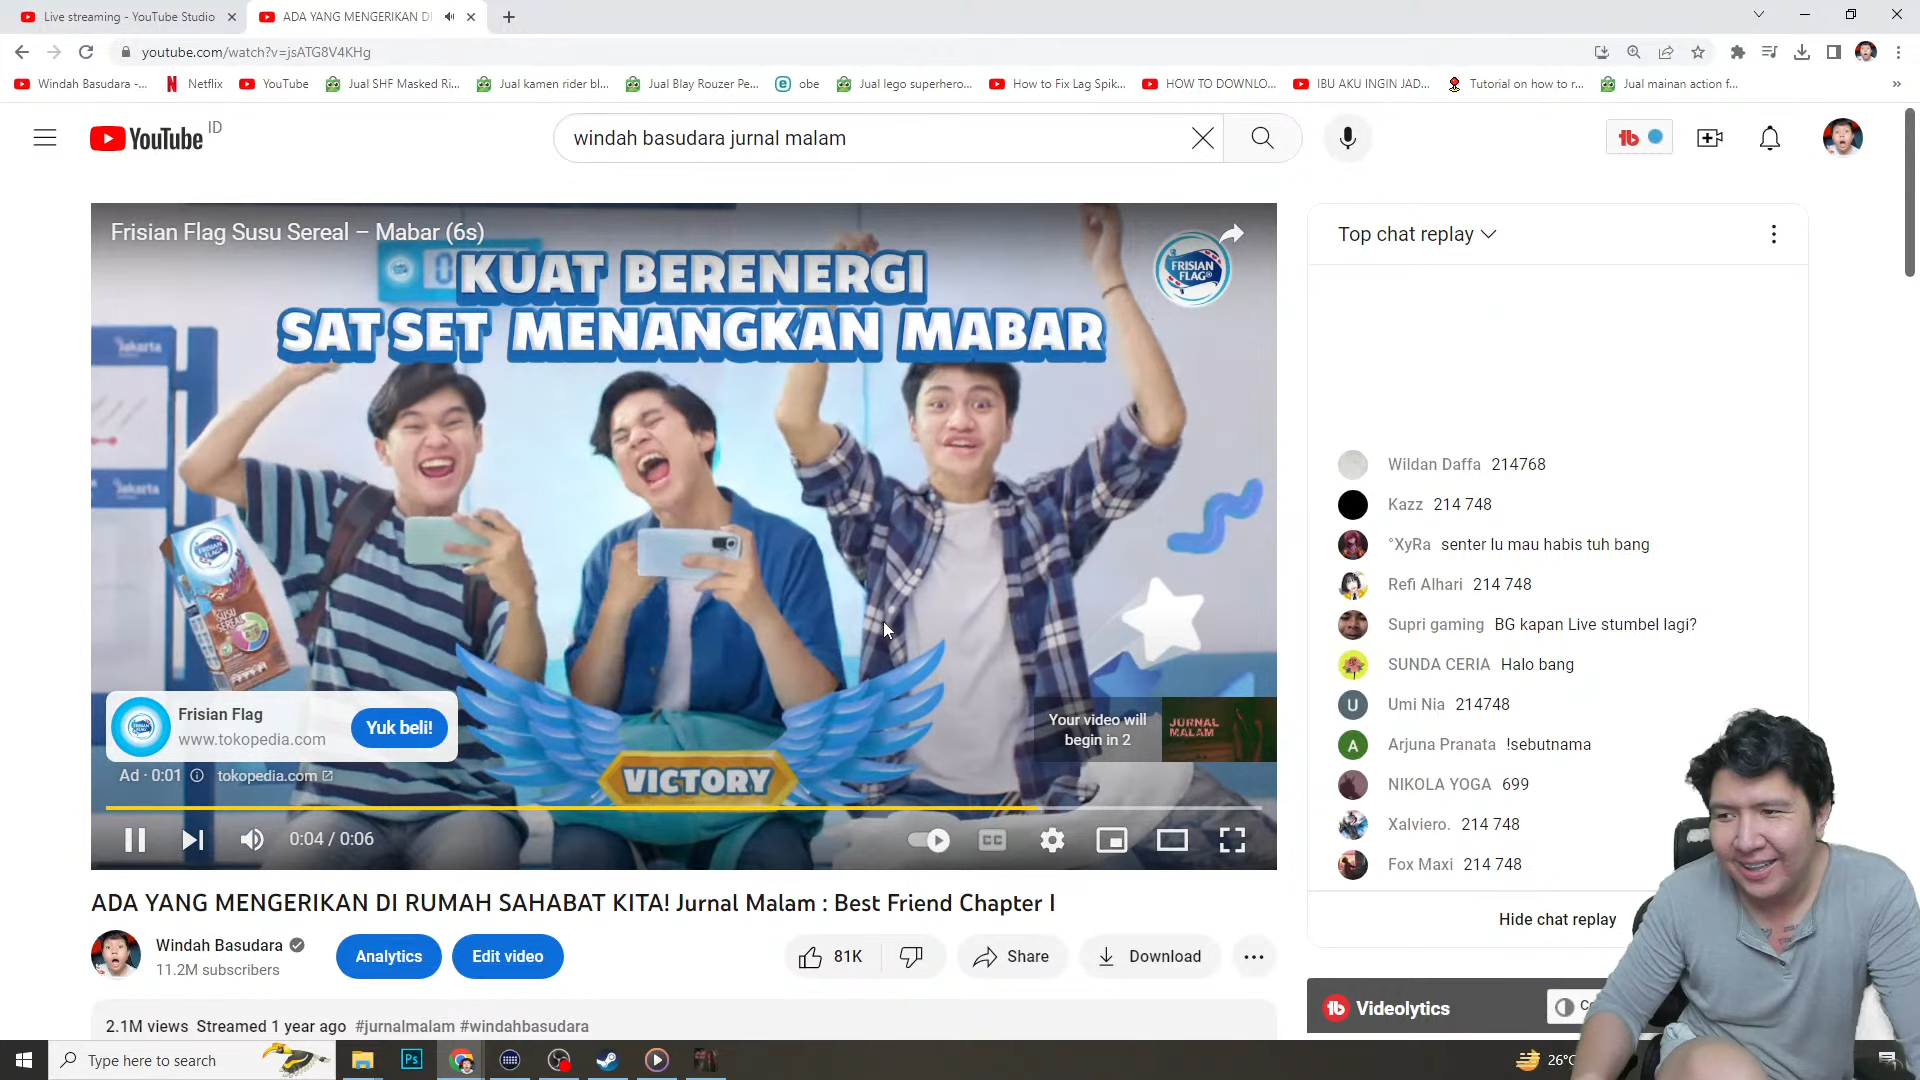 Live streaming - YouTube Studio
ADA YANG MENGERIKAN DI
youtube.com/watch?v=jsATG8V4KHg
Windah Basudara -...
Netflix
YouTube
Jual SHF Masked Ri...
Jual kamen rider bl...
Jual Blay Rouzer Pe...
obe
Jual lego superhero...
How to Fix Lag Spik...
HOW TO DOWNLO...
IBU AKU INGIN JAD...
Tutorial on how to r...
Jual mainan action f...
YouTube ID
windah basudara jurnal malam
Frisian Flag Susu Sereal – Mabar (6s)
KUAT BERENERGI
SAT SET MENANGKAN MABAR
FRISIAN FLAG
Jakarta
Jakarta
FRISIAN FLAG
SUSU SEREAL
VICTORY
Frisian Flag
www.tokopedia.com
Yuk beli!
Ad · 0:01 tokopedia.com
Your video will
begin in 2
JURNAL
MALAM
0:04 / 0:06
CC
Top chat replay
Wildan Daffa 214768
Kazz 214 748
°XyRa senter lu mau habis tuh bang
Refi Alhari 214 748
Supri gaming BG kapan Live stumbel lagi?
SUNDA CERIA Halo bang
U Umi Nia 214748
A Arjuna Pranata !sebutnama
NIKOLA YOGA 699
Xalviero. 214 748
Fox Maxi 214 748
Hide chat replay
ADA YANG MENGERIKAN DI RUMAH SAHABAT KITA! Jurnal Malam : Best Friend Chapter I
Windah Basudara
11.2M subscribers
Analytics
Edit video
81K
Share
Download
tb Videolytics
2.1M views Streamed 1 year ago #jurnalmalam #windahbasudara
Type here to search
Ps
26°C